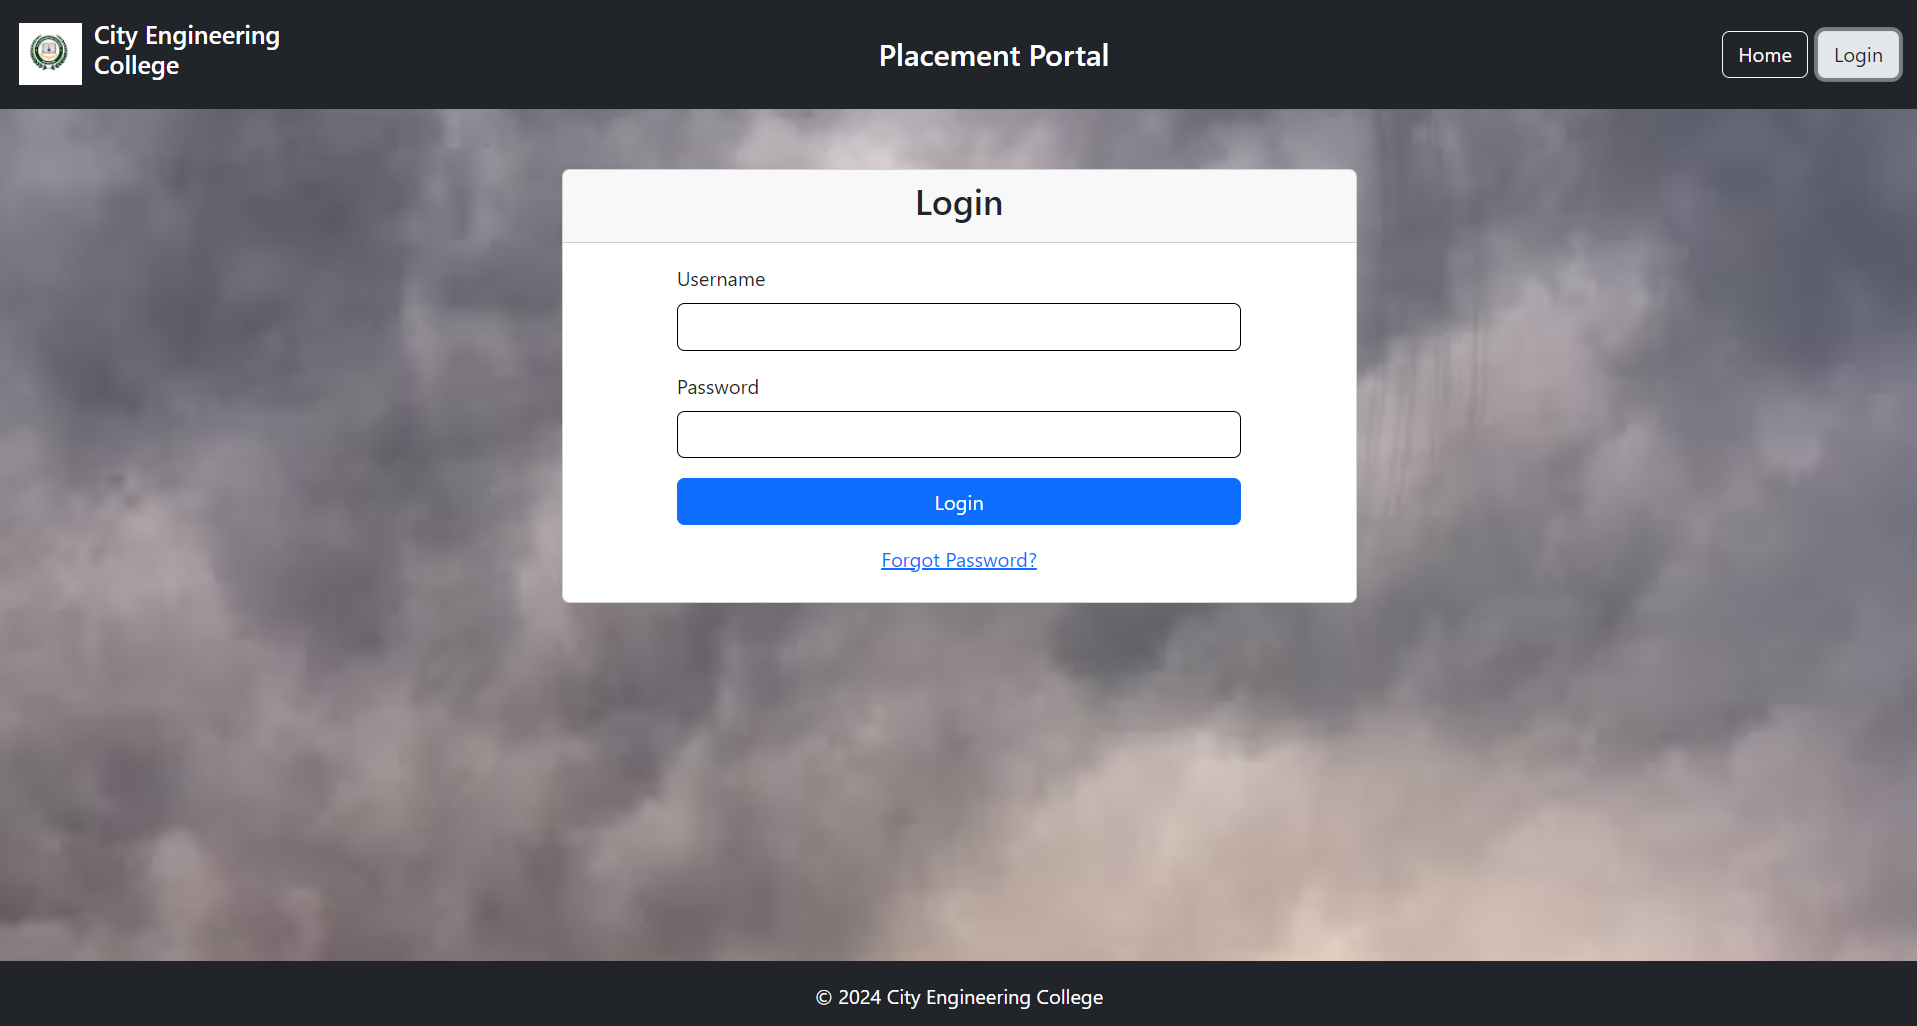 City Engineering
College
Placement Portal
Home
Login
Login
Username
Password
Login
Forgot Password?
© 2024 City Engineering College